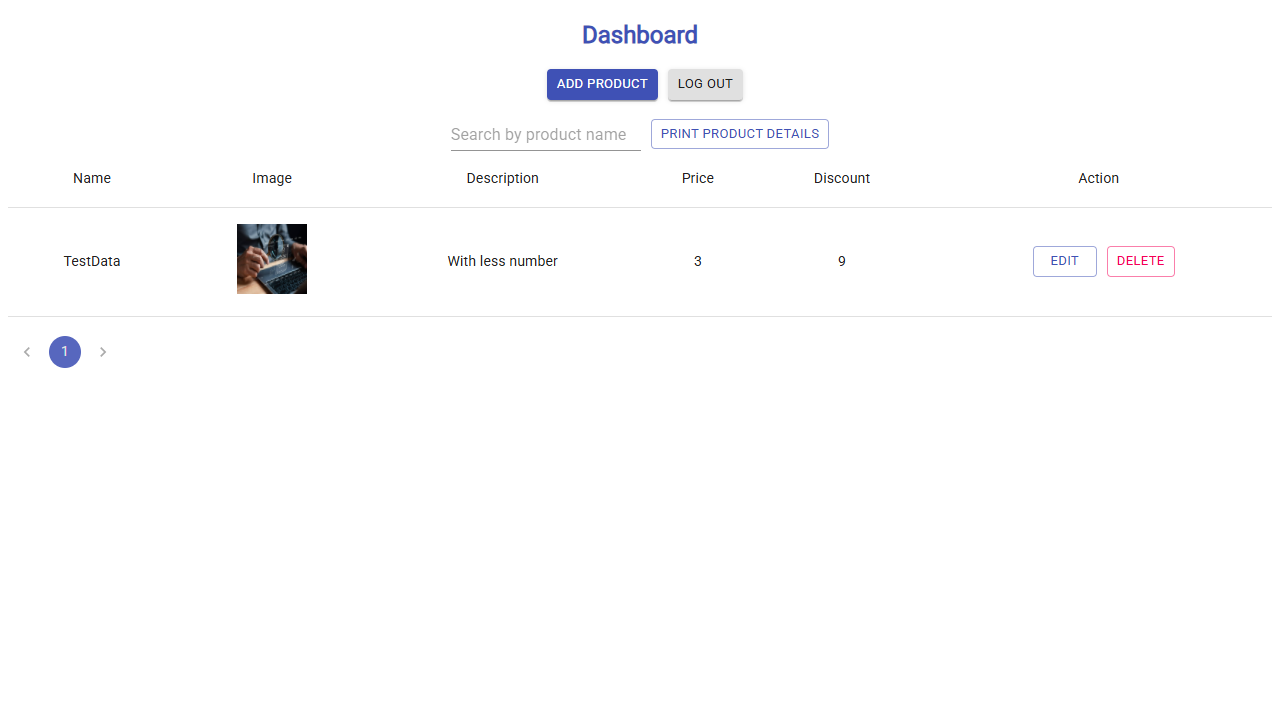 Dashboard
ADD PRODUCT LOG OUT
Search by product name PRINT PRODUCT DETAILS
Name Image Description Price Discount Action
TestData With less number 3 9 EDIT DELETE
1